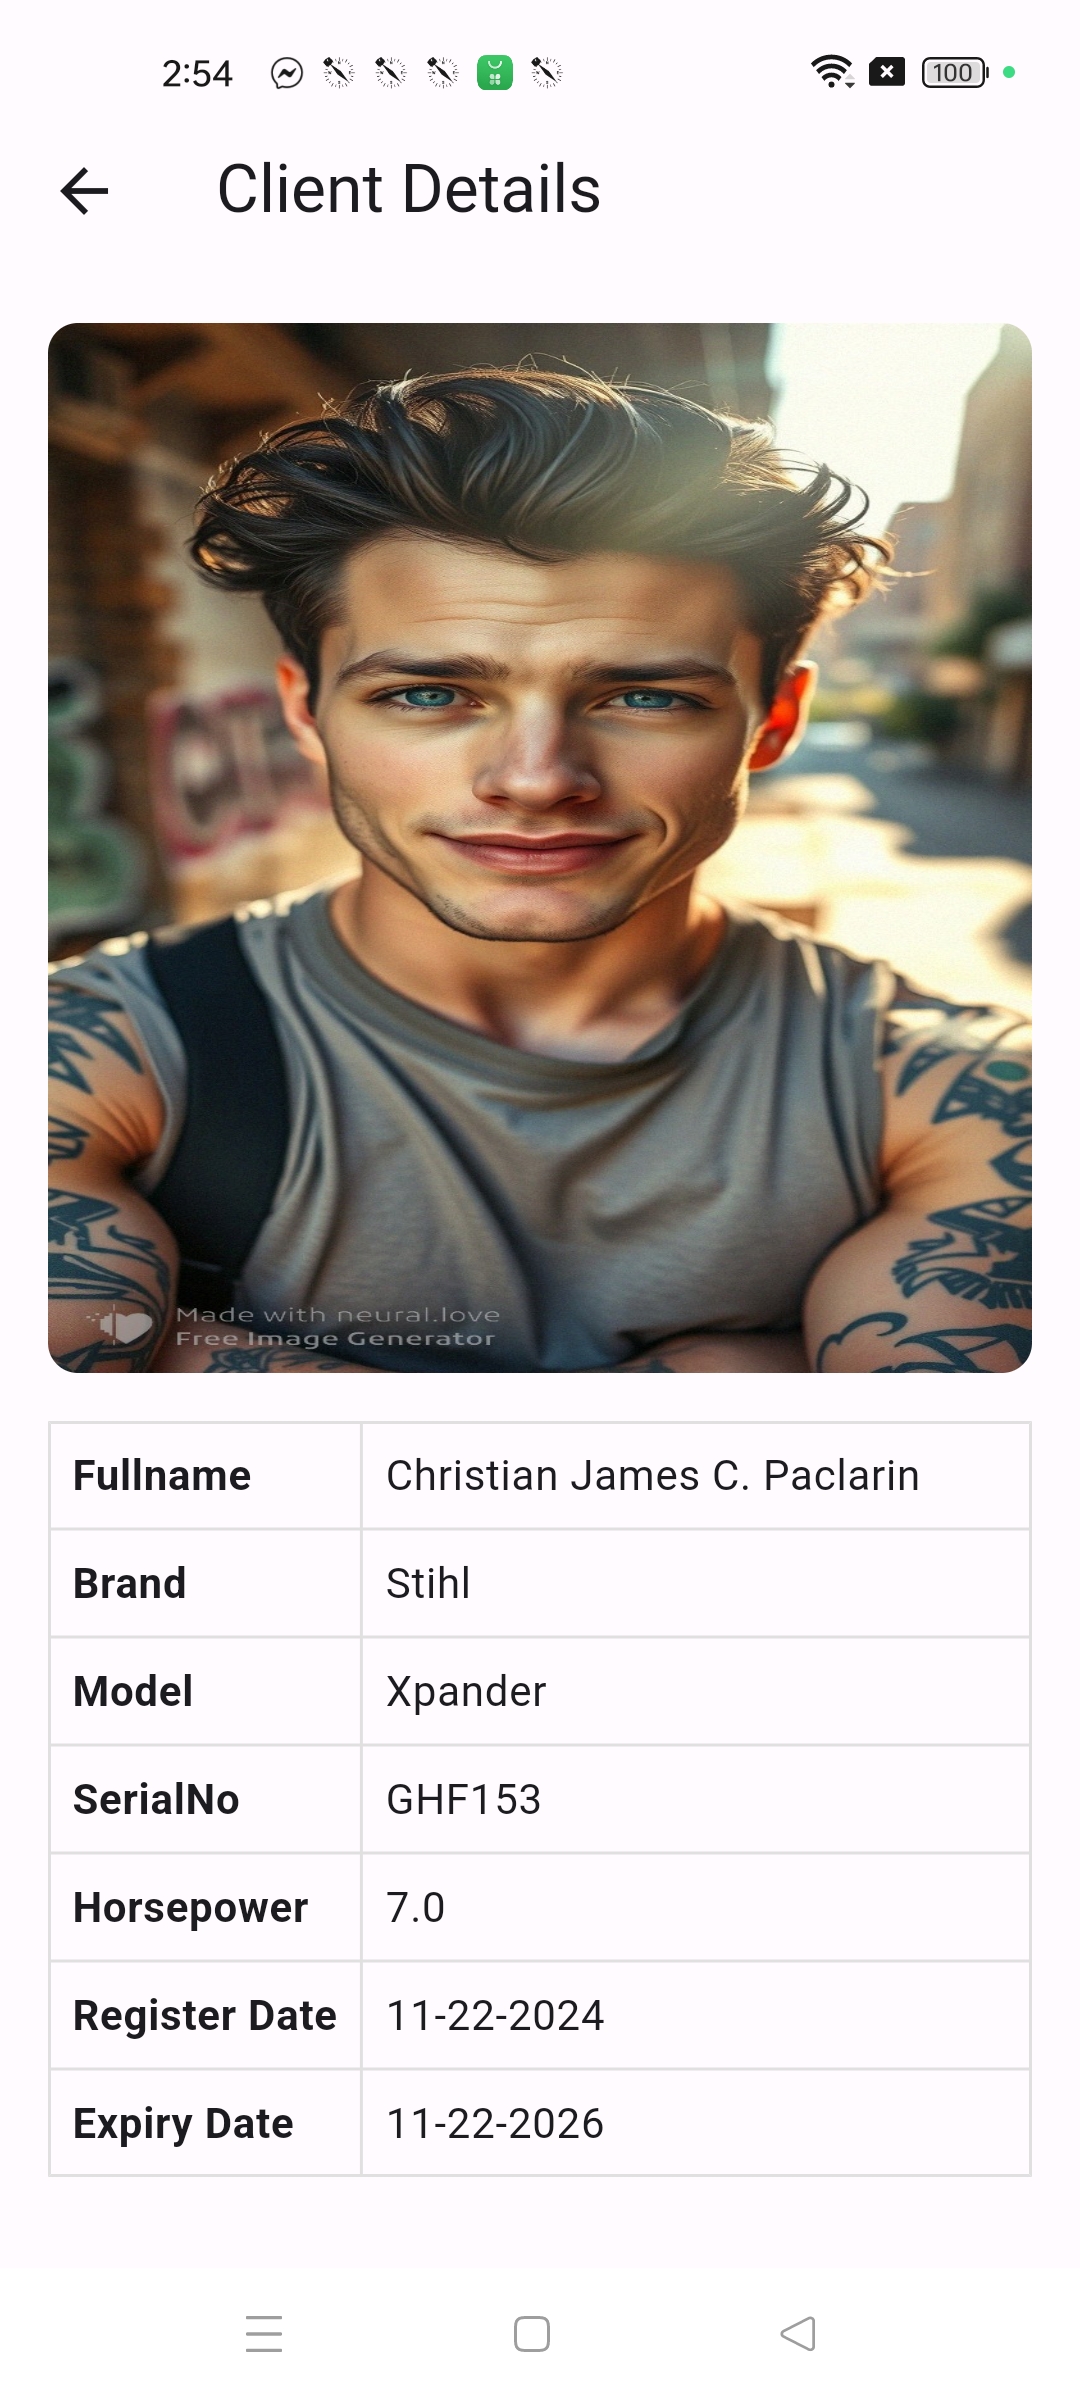 2:54
100
Client Details
Made with neural.love
Free Image Generator
Fullname Christian James C. Paclarin
Brand Stihl
Model Xpander
SerialNo GHF153
Horsepower 7.0
Register Date 11-22-2024
Expiry Date 11-22-2026